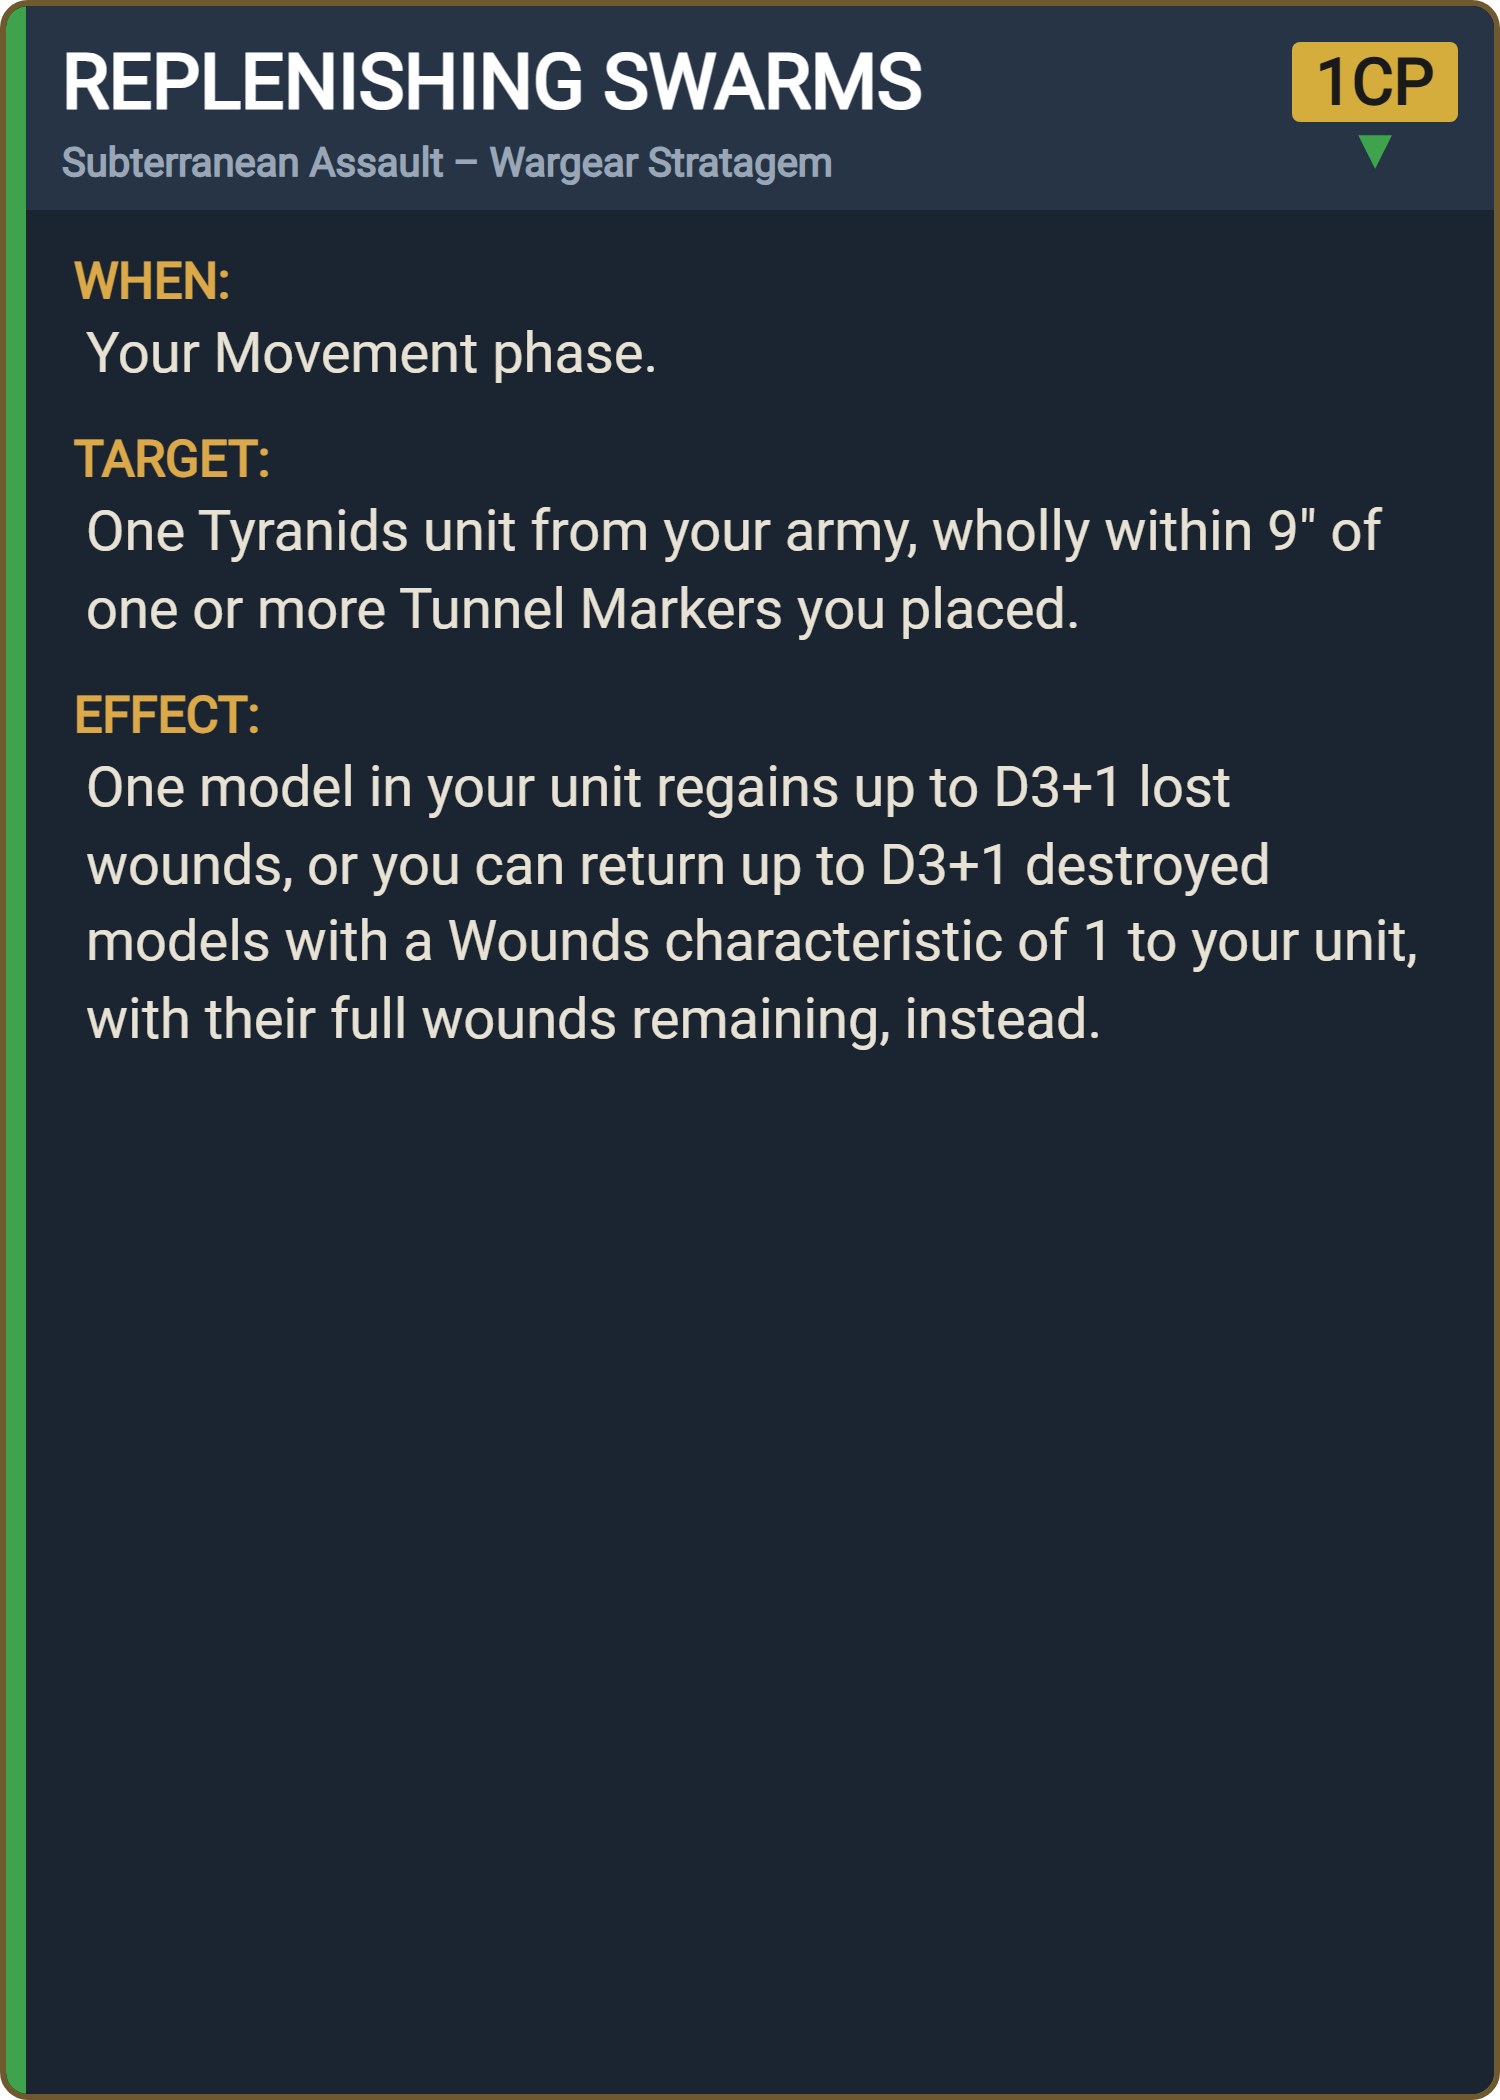 REPLENISHING SWARMS
1CP
Subterranean Assault – Wargear Stratagem
WHEN:
Your Movement phase.
TARGET:
One Tyranids unit from your army, wholly within 9" of
one or more Tunnel Markers you placed.
EFFECT:
One model in your unit regains up to D3+1 lost
wounds, or you can return up to D3+1 destroyed
models with a Wounds characteristic of 1 to your unit,
with their full wounds remaining, instead.